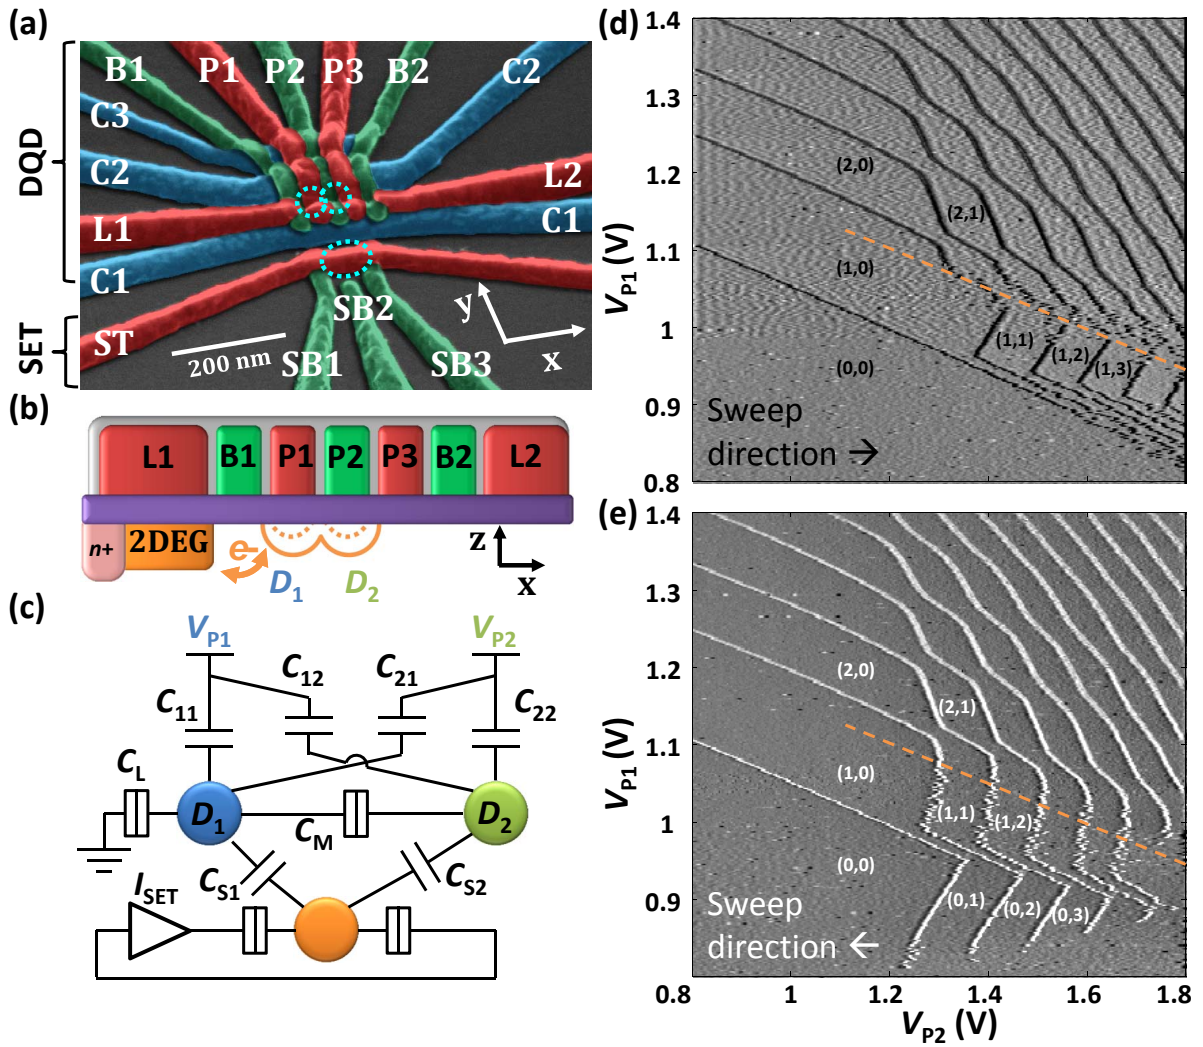 (a)
DQD
SET
B1 P1 P2 P3 B2 C2
C3
C2
L2
L1
C1
C1
ST
SB2
SB1
SB3
200 nm
y
x
(b)
L1 B1 P1 P2 P3 B2 L2
n+ 2DEG
e-
D1
D2
z
x
(c)
VP1
VP2
C12
C21
C11
C22
CL
D1
D2
CM
CS1
CS2
ISET
(d)
1.4
1.3
1.2
1.1
1
0.9
0.8
VP1 (V)
(2,0)
(2,1)
(1,0)
(1,1)
(1,2)
(1,3)
(0,0)
Sweep
direction →
(e)
1.4
1.3
1.2
1.1
1
0.9
VP1 (V)
(2,0)
(2,1)
(1,0)
(1,1)
(1,2)
(0,0)
(0,1)
(0,2)
(0,3)
Sweep
direction ←
0.8 1 1.2 1.4 1.6 1.8
VP2 (V)